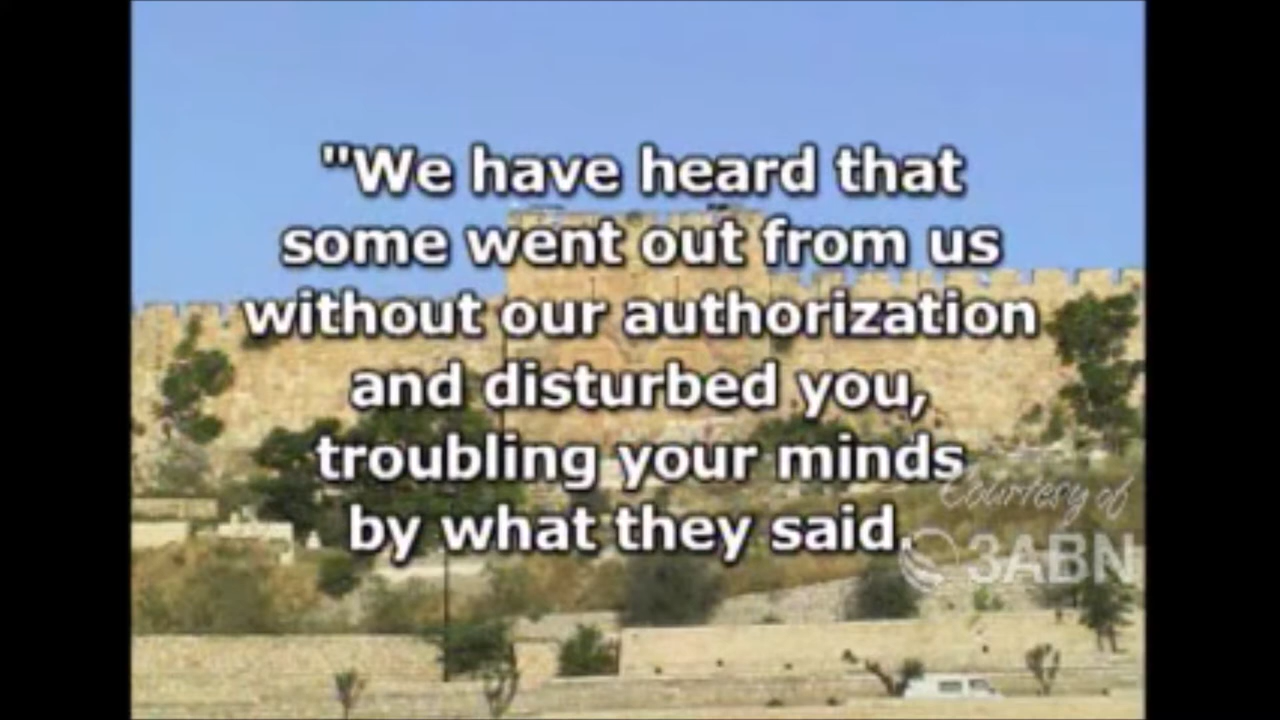 "We have heard that
some went out from us
without our authorization
and disturbed you,
troubling your minds
by what they said.
Courtesy of
3ABN